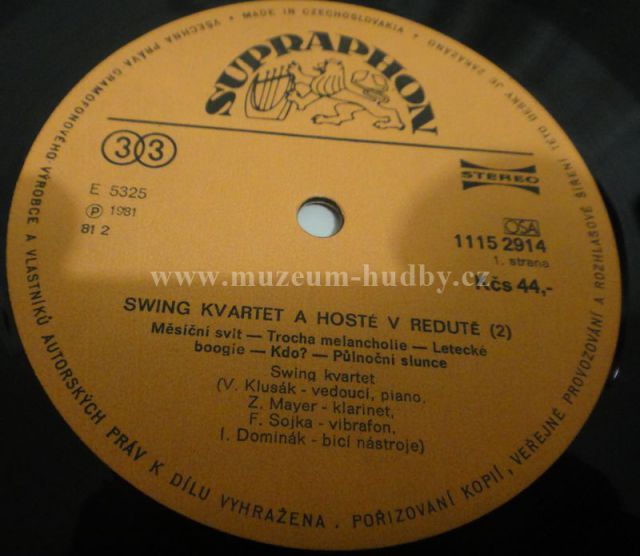 SUPRAPHON
33
STEREO
E 5325
Ⓟ 1981
81 2
OSA
1115 2914
1. strana
Kčs 44,-
www.muzeum-hudby.cz
SWING KVARTET A HOSTÉ V REDUTĚ (2)
Měsíční svit — Trocha melancholie — Letecké
boogie — Kdo? — Půlnoční slunce
Swing kvartet
(V. Klusák - vedoucí, piano,
Z. Mayer - klarinet,
F. Sojka - vibrafon,
I. Dominák - bicí nástroje)
VŠECHNA PRÁVA GRAMOFONOVÉHO VÝROBCE A VLASTNÍKŮ AUTORSKÝCH PRÁV K DÍLU VYHRAŽENA . POŘIZOVÁNÍ KOPIÍ, VEŘEJNÉ PROVOZOVÁNÍ A ROZHLASOVÉ ŠÍŘENÍ TÉTO DESKY JE ZAKÁZÁNO • MADE IN CZECHOSLOVAKIA •